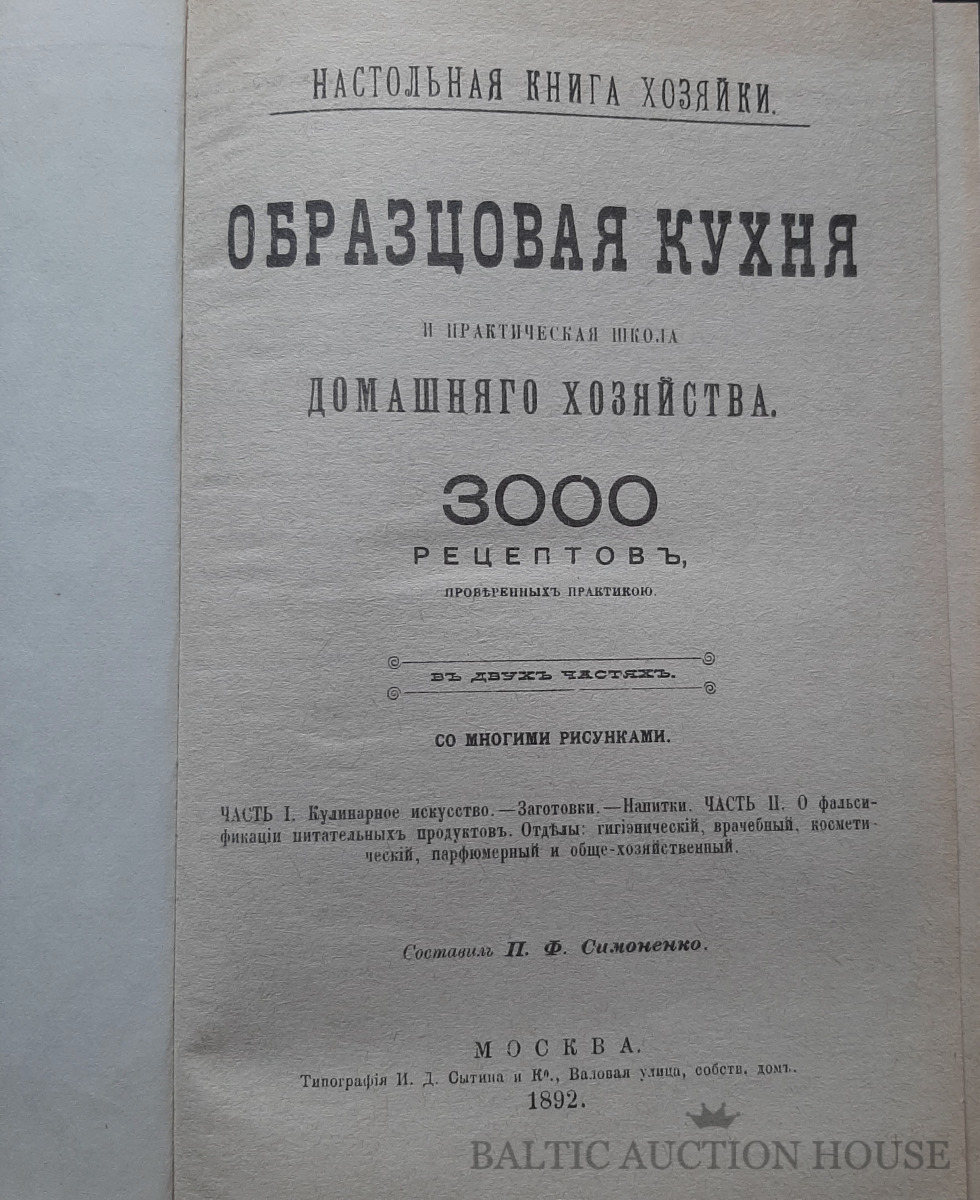 НАСТОЛЬНАЯ КНИГА ХОЗЯЙКИ.
ОБРАЗЦОВАЯ КУХНЯ
И ПРАКТИЧЕСКАЯ ШКОЛА
ДОМАШНЯГО ХОЗЯЙСТВА.
3000
РЕЦЕПТОВЪ,
ПРОВѢРЕННЫХЪ ПРАКТИКОЮ.
ВЪ ДВУХЪ ЧАСТЯХЪ.
СО МНОГИМИ РИСУНКАМИ.
ЧАСТЬ I. Кулинарное искусство.—Заготовки.—Напитки. ЧАСТЬ II. О фальси-
фикаціи питательныхъ продуктовъ. Отдѣлы: гигіэническій, врачебный, космети-
ческій, парфюмерный и обще-хозяйственный.
Составилъ П. Ф. Симоненко.
МОСКВА.
Типографія И. Д. Сытина и Ко., Валовая улица, собств. домъ.
1892.
BALTIC AUCTION HOUSE